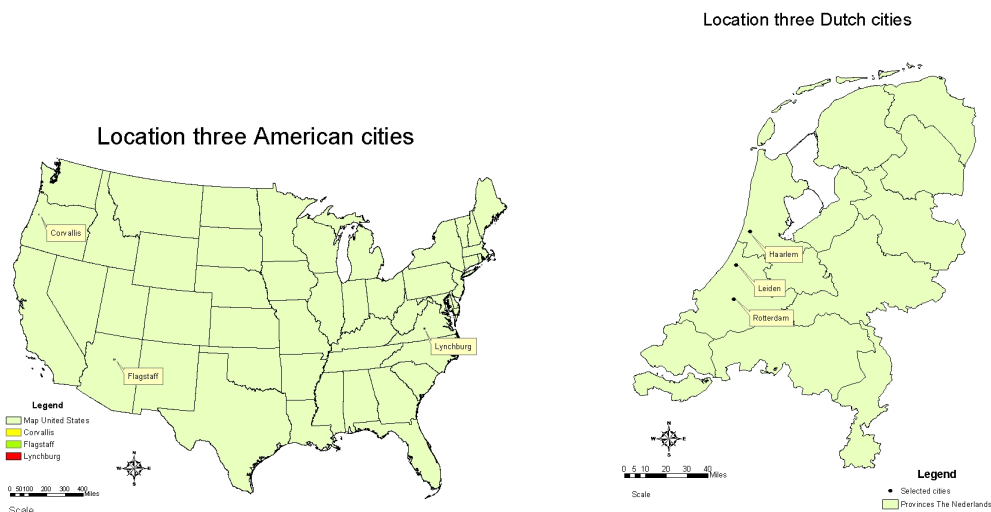 Location three American cities
Corvallis
Flagstaff
Lynchburg
Legend
Map United States
Corvallis
Flagstaff
Lynchburg
N
W E
S
0 50100 200 300 400
Miles
Scale
Location three Dutch cities
Haarlem
Leiden
Rotterdam
N
W E
S
0 5 10 20 30 40
Miles
Scale
Legend
Selected cities
Provinces The Nederlands